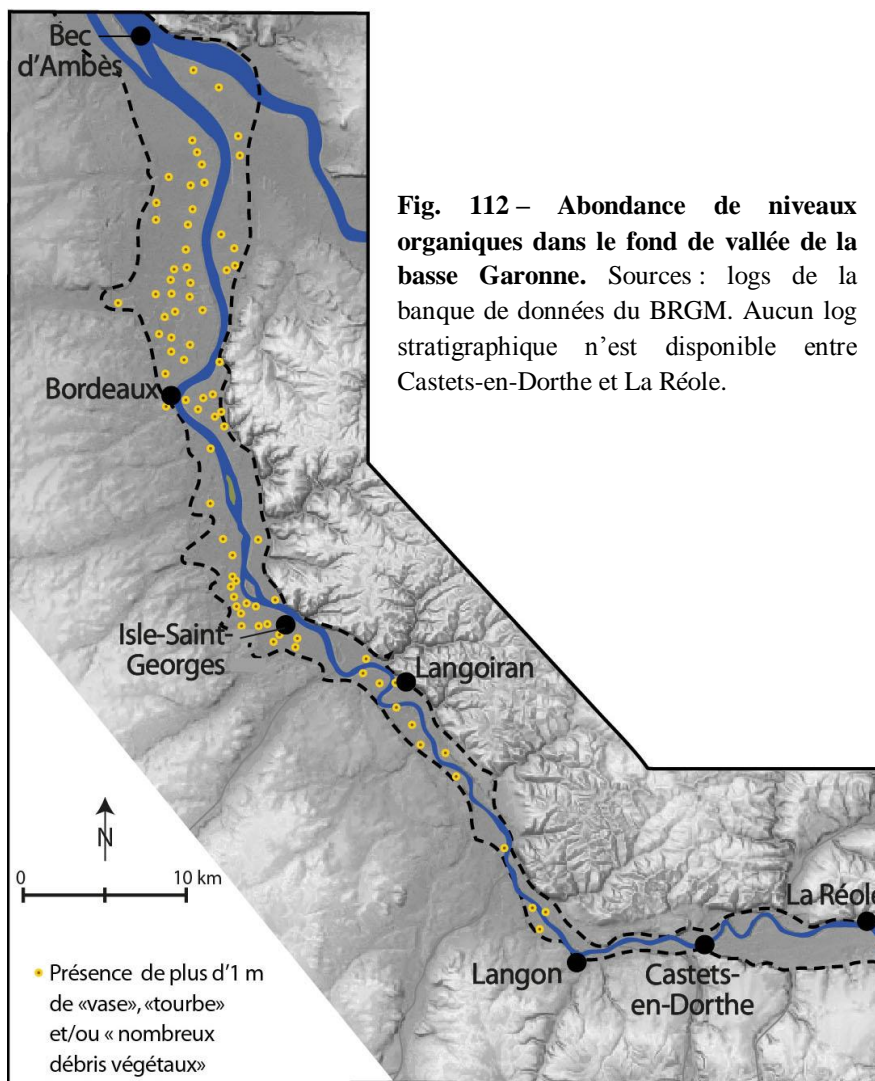 Bec
d'Ambès
Fig. 112 – Abondance de niveaux
organiques dans le fond de vallée de la
basse Garonne. Sources : logs de la
banque de données du BRGM. Aucun log
stratigraphique n'est disponible entre
Castets-en-Dorthe et La Réole.
Bordeaux
Isle-Saint-
Georges
Langoiran
N
0 10 km
La Réole
Langon
Castets-
en-Dorthe
Présence de plus d'1 m
de «vase», «tourbe»
et/ou « nombreux
débris végétaux»